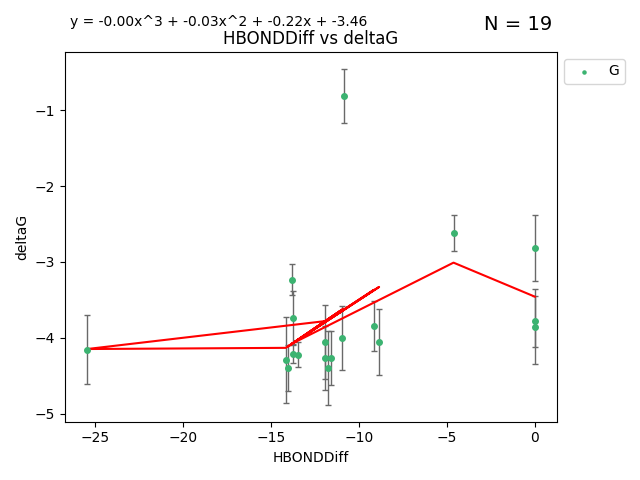 y = -0.00x^3 + -0.03x^2 + -0.22x + -3.46
N = 19
HBONDDiff vs deltaG
G
deltaG
−1
−2
−3
−4
−5
−25
−20
−15
−10
−5
0
HBONDDiff